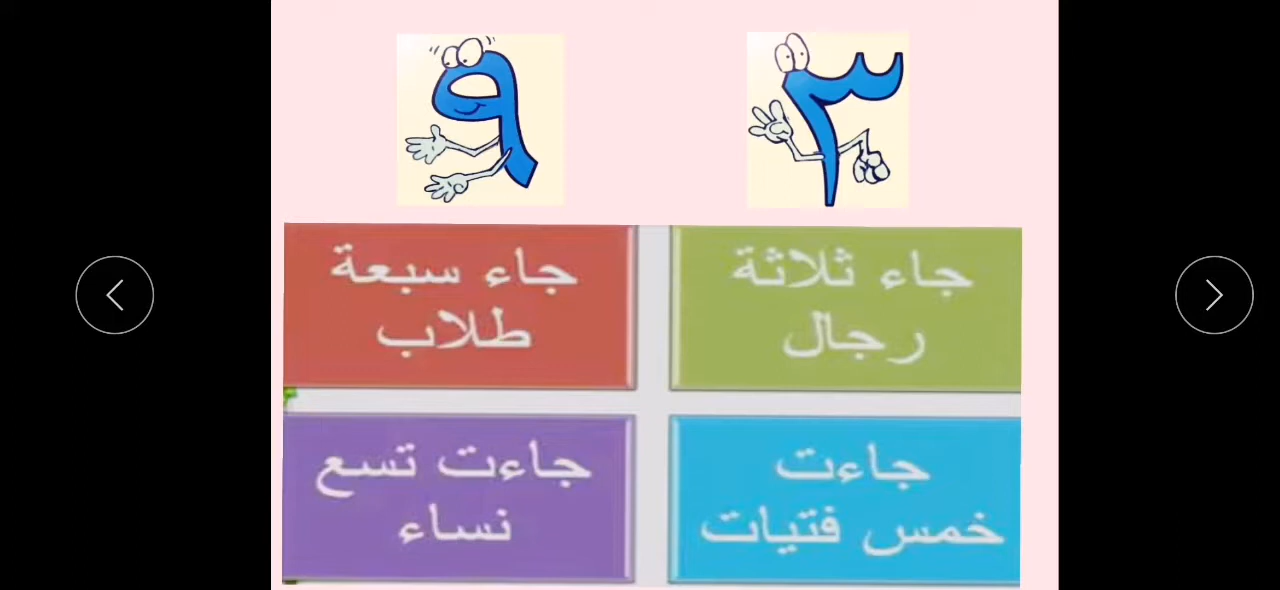 ٣
٩
جاء ثلاثة
رجال
جاء سبعة
طلاب
جاءت
خمس فتيات
جاءت تسع
نساء